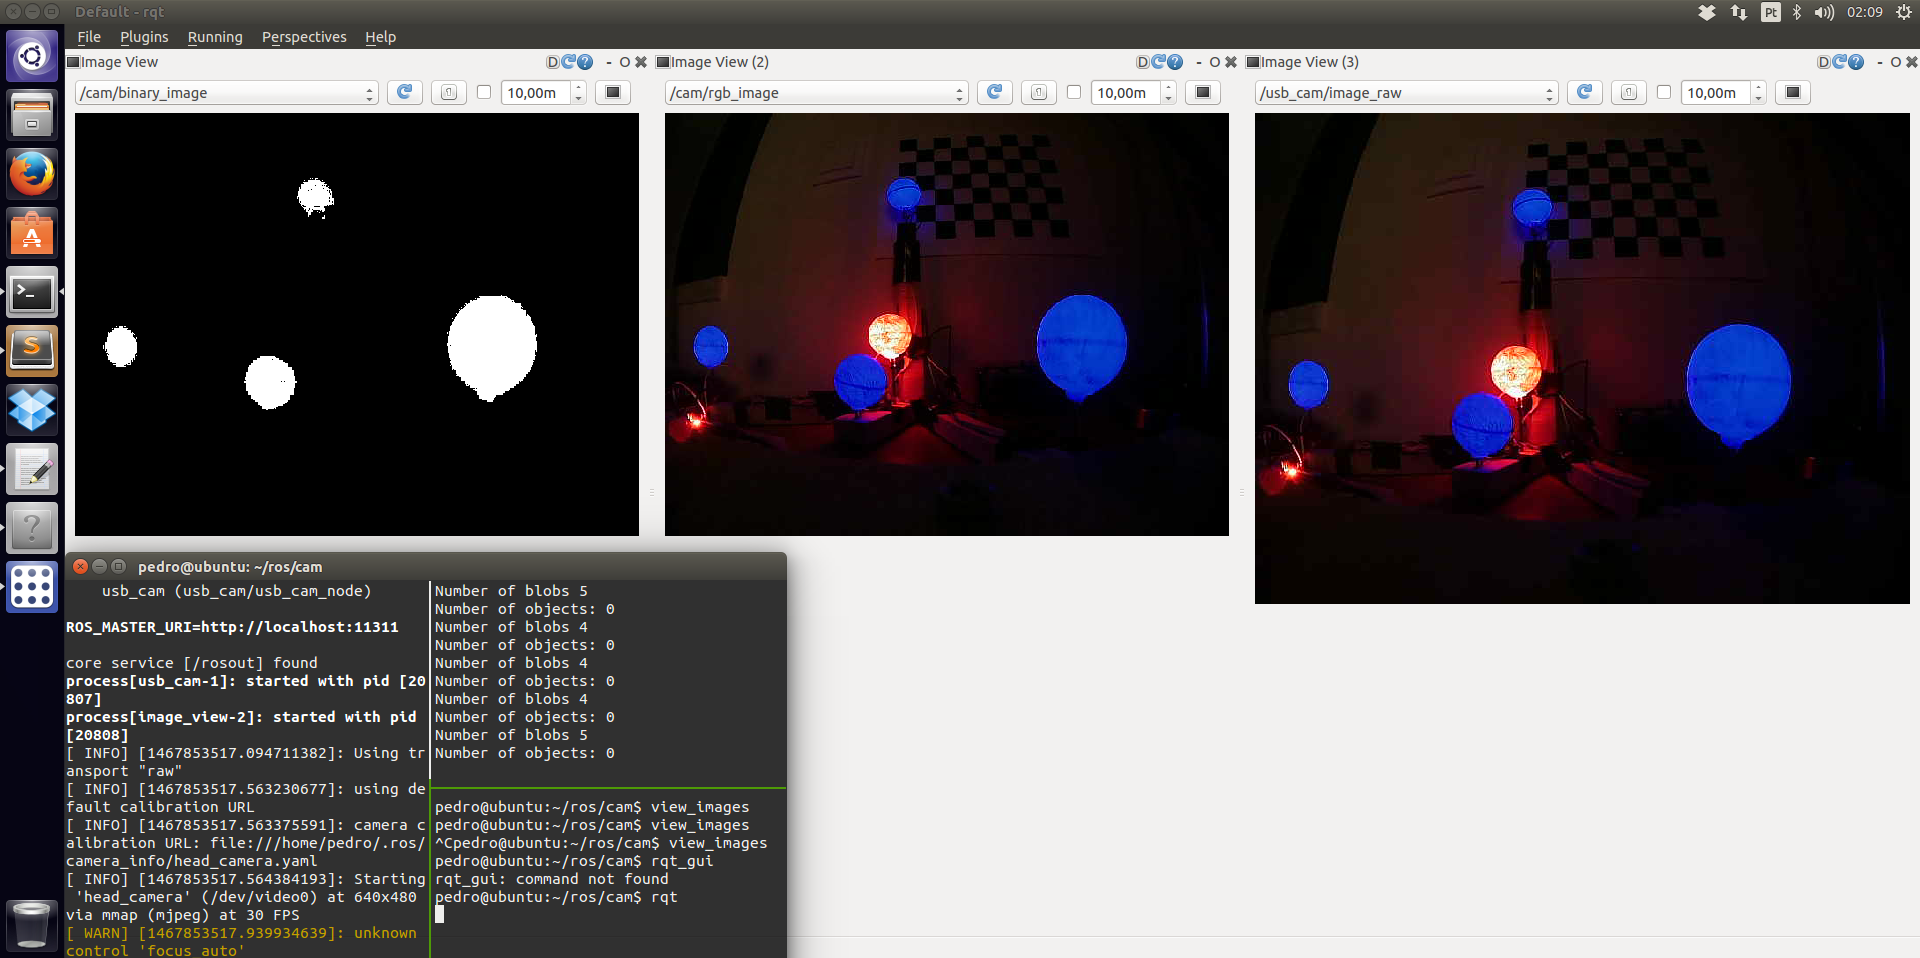 Default - rqt
Pt
02:09
File Plugins Running Perspectives Help
Image View
D
?
- O
Image View (2)
D
?
- O
Image View (3)
D
?
- O
/cam/binary_image
10,00m
/cam/rgb_image
10,00m
/usb_cam/image_raw
10,00m
pedro@ubuntu: ~/ros/cam
usb_cam (usb_cam/usb_cam_node)
ROS_MASTER_URI=http://localhost:11311
core service [/rosout] found
process[usb_cam-1]: started with pid [20
807]
process[image_view-2]: started with pid
[20808]
[ INFO] [1467853517.094711382]: Using tr
ansport "raw"
[ INFO] [1467853517.563230677]: using de
fault calibration URL
[ INFO] [1467853517.563375591]: camera c
alibration URL: file:///home/pedro/.ros/
camera_info/head_camera.yaml
[ INFO] [1467853517.564384193]: Starting
'head_camera' (/dev/video0) at 640x480
via mmap (mjpeg) at 30 FPS
[ WARN] [1467853517.939934639]: unknown
control 'focus_auto'
Number of blobs 5
Number of objects: 0
Number of blobs 4
Number of objects: 0
Number of blobs 4
Number of objects: 0
Number of blobs 4
Number of objects: 0
Number of blobs 5
Number of objects: 0
pedro@ubuntu:~/ros/cam$ view_images
pedro@ubuntu:~/ros/cam$ view_images
^Cpedro@ubuntu:~/ros/cam$ view_images
pedro@ubuntu:~/ros/cam$ rqt_gui
rqt_gui: command not found
pedro@ubuntu:~/ros/cam$ rqt